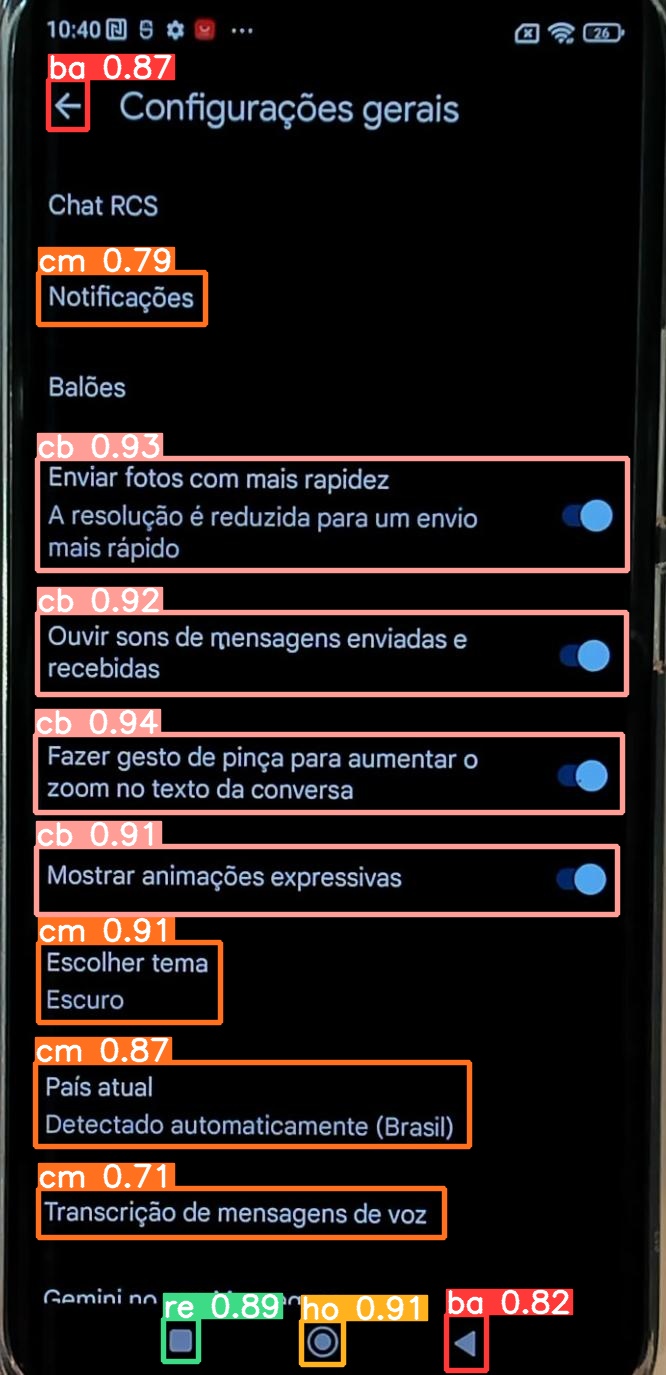 10:40
26
ba 0.87
Configurações gerais
Chat RCS
cm 0.79
Notificações
Balões
cb 0.93
Enviar fotos com mais rapidez
A resolução é reduzida para um envio
mais rápido
cb 0.92
Ouvir sons de mensagens enviadas e
recebidas
cb 0.94
Fazer gesto de pinça para aumentar o
zoom no texto da conversa
cb 0.91
Mostrar animações expressivas
cm 0.91
Escolher tema
Escuro
cm 0.87
País atual
Detectado automaticamente (Brasil)
cm 0.71
Transcrição de mensagens de voz
Gemini no
re 0.89
ho 0.91
ba 0.82